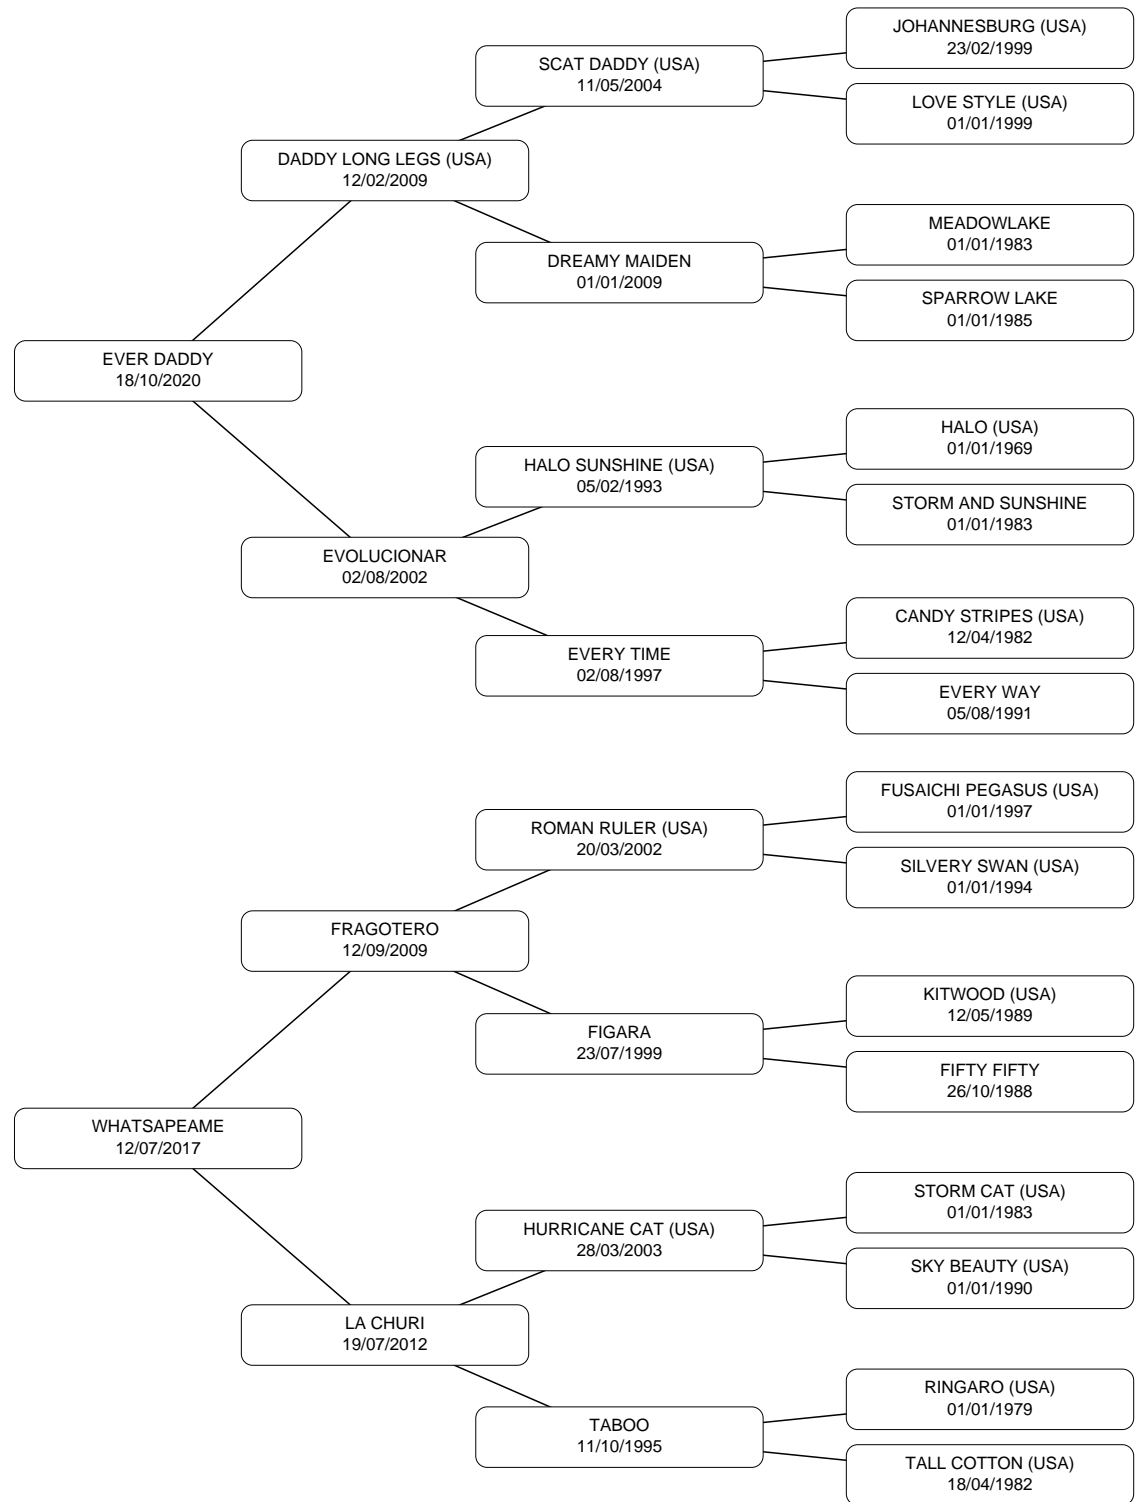 JOHANNESBURG (USA)
23/02/1999
SCAT DADDY (USA)
11/05/2004
LOVE STYLE (USA)
01/01/1999
DADDY LONG LEGS (USA)
12/02/2009
MEADOWLAKE
01/01/1983
DREAMY MAIDEN
01/01/2009
SPARROW LAKE
01/01/1985
EVER DADDY
18/10/2020
HALO (USA)
01/01/1969
HALO SUNSHINE (USA)
05/02/1993
STORM AND SUNSHINE
01/01/1983
EVOLUCIONAR
02/08/2002
CANDY STRIPES (USA)
12/04/1982
EVERY TIME
02/08/1997
EVERY WAY
05/08/1991
FUSAICHI PEGASUS (USA)
01/01/1997
ROMAN RULER (USA)
20/03/2002
SILVERY SWAN (USA)
01/01/1994
FRAGOTERO
12/09/2009
KITWOOD (USA)
12/05/1989
FIGARA
23/07/1999
FIFTY FIFTY
26/10/1988
WHATSAPEAME
12/07/2017
STORM CAT (USA)
01/01/1983
HURRICANE CAT (USA)
28/03/2003
SKY BEAUTY (USA)
01/01/1990
LA CHURI
19/07/2012
RINGARO (USA)
01/01/1979
TABOO
11/10/1995
TALL COTTON (USA)
18/04/1982